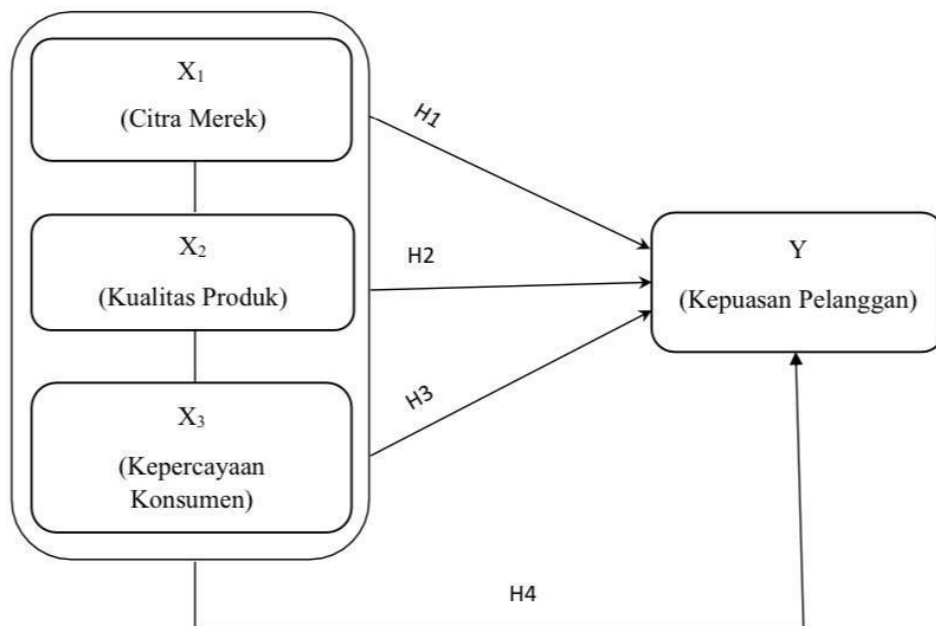 X₁
(Citra Merek)
H1
X₂
(Kualitas Produk)
H2
Y
(Kepuasan Pelanggan)
X₃
(Kepercayaan
Konsumen)
H3
H4